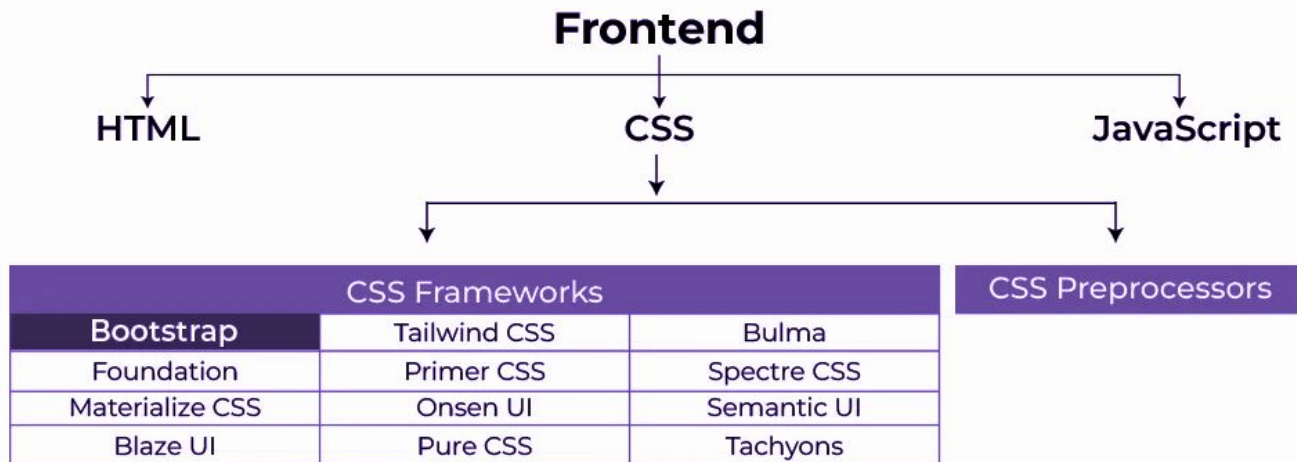 Frontend
HTML CSS JavaScript
CSS Frameworks CSS Preprocessors
Bootstrap Tailwind CSS Bulma
Foundation Primer CSS Spectre CSS
Materialize CSS Onsen UI Semantic UI
Blaze UI Pure CSS Tachyons